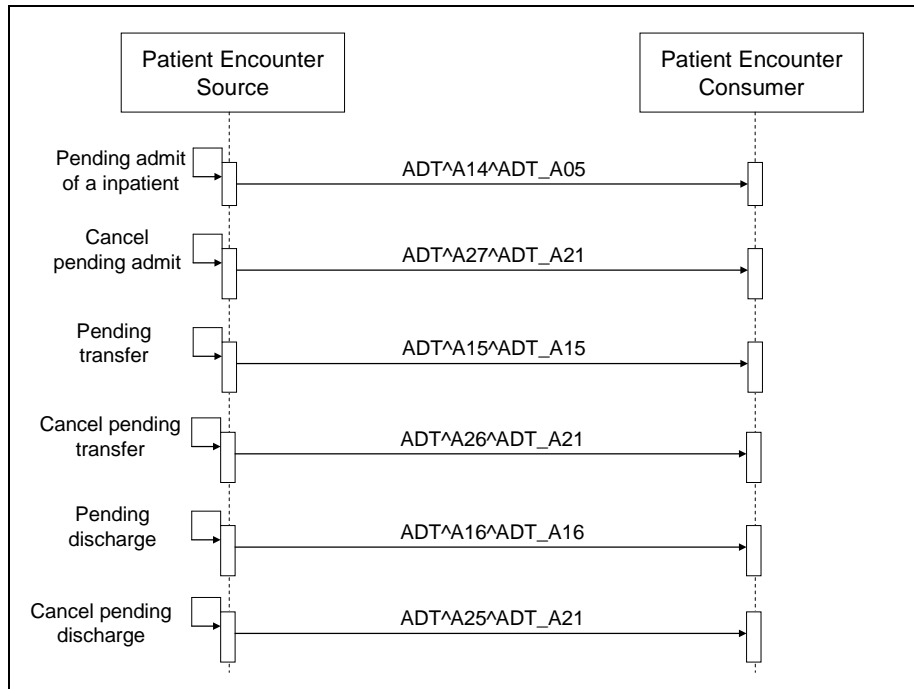 Patient Encounter
Source
Patient Encounter
Consumer
Pending admit
of a inpatient
ADT^A14^ADT_A05
Cancel
pending admit
ADT^A27^ADT_A21
Pending
transfer
ADT^A15^ADT_A15
Cancel pending
transfer
ADT^A26^ADT_A21
Pending
discharge
ADT^A16^ADT_A16
Cancel pending
discharge
ADT^A25^ADT_A21